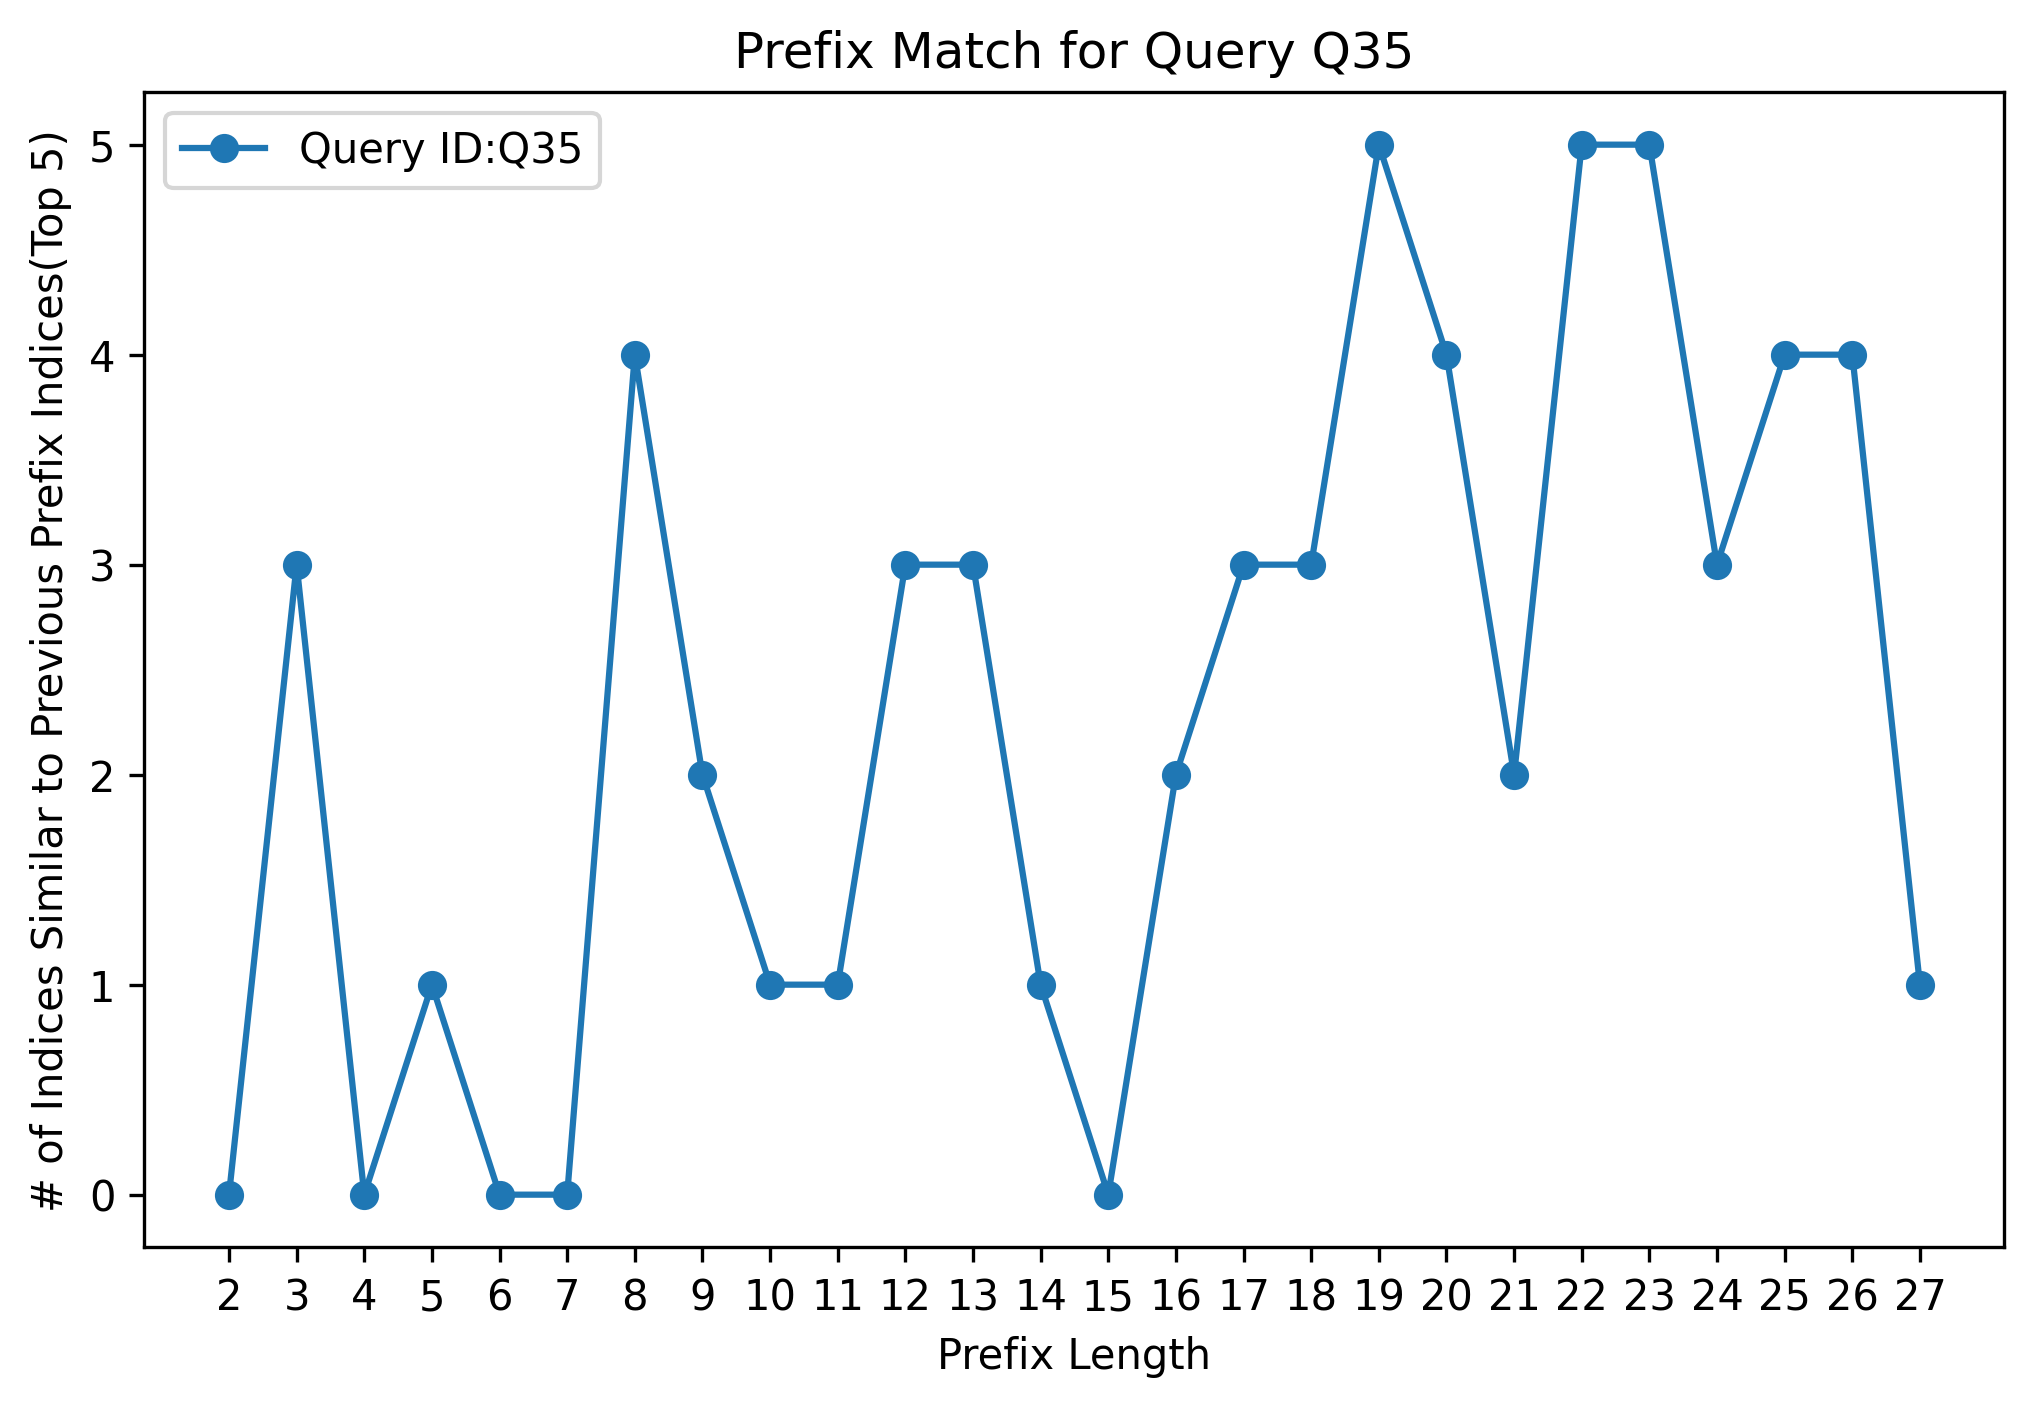 Prefix Match for Query Q35
Query ID:Q35
# of Indices Similar to Previous Prefix Indices(Top 5)
5
4
3
2
1
0
2 3 4 5 6 7 8 9 10 11 12 13 14 15 16 17 18 19 20 21 22 23 24 25 26 27
Prefix Length